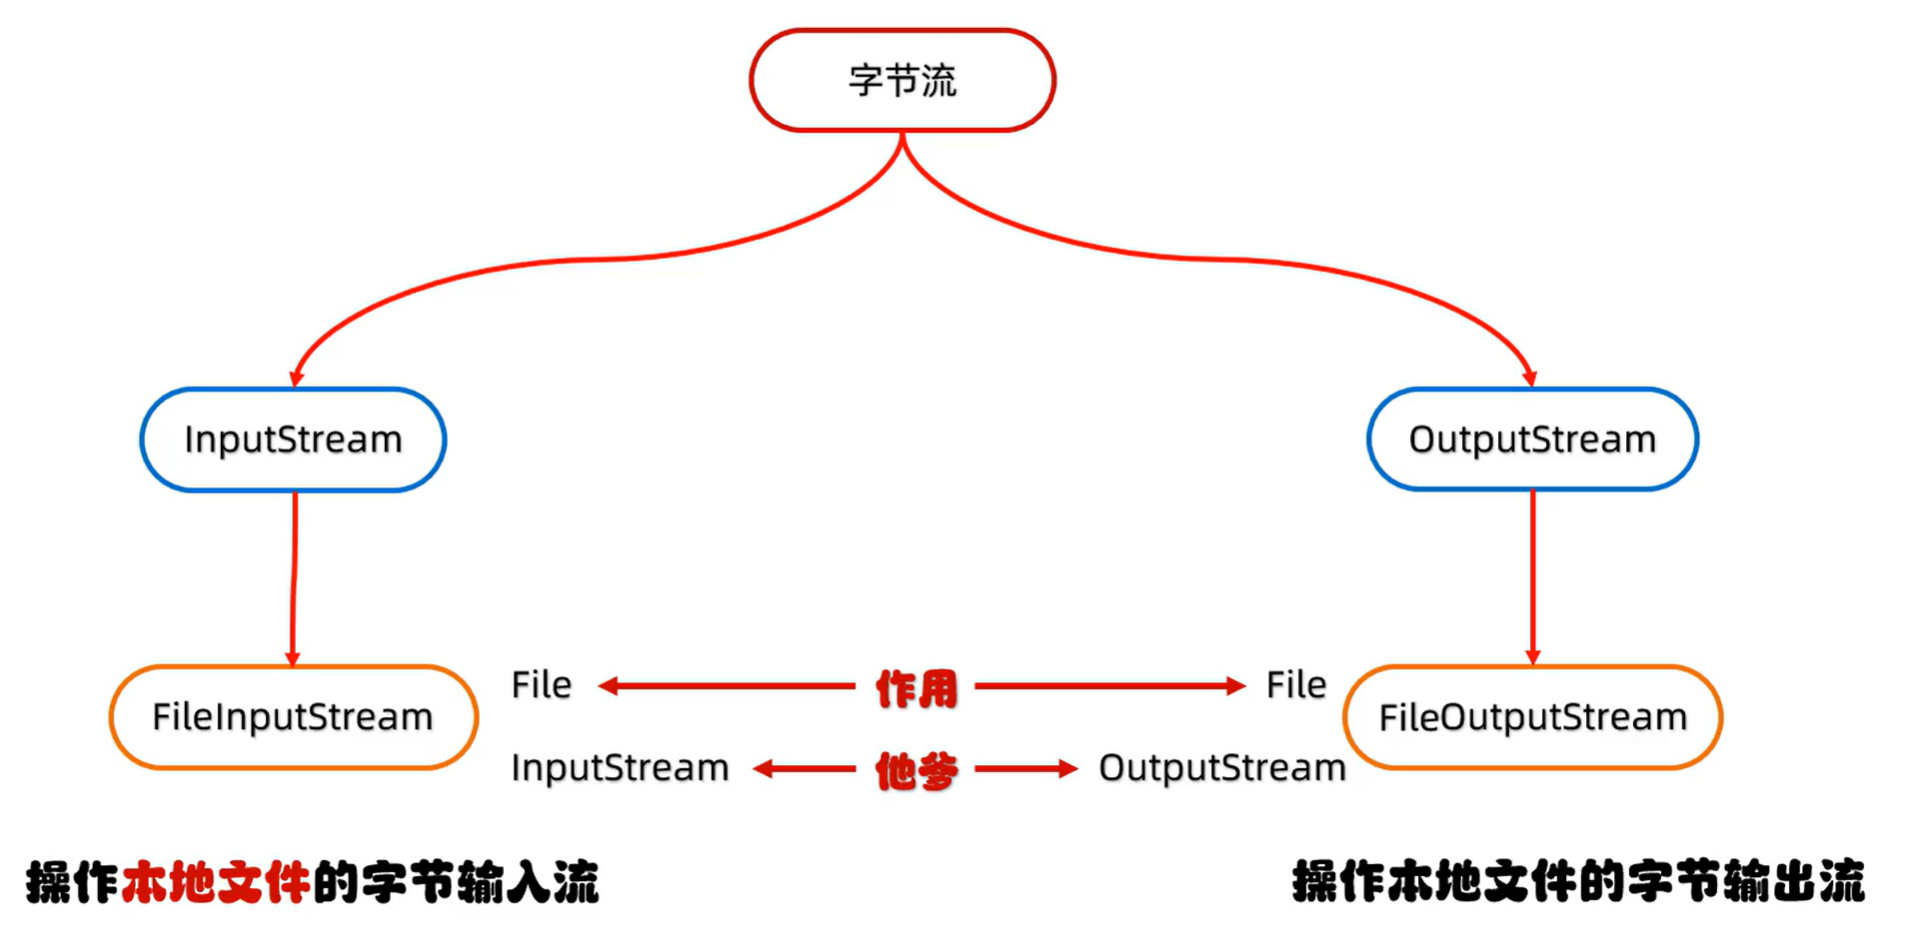 字节流
InputStream
OutputStream
FileInputStream
File
作用
File
FileOutputStream
InputStream
他爹
OutputStream
操作本地文件的字节输入流
操作本地文件的字节输出流